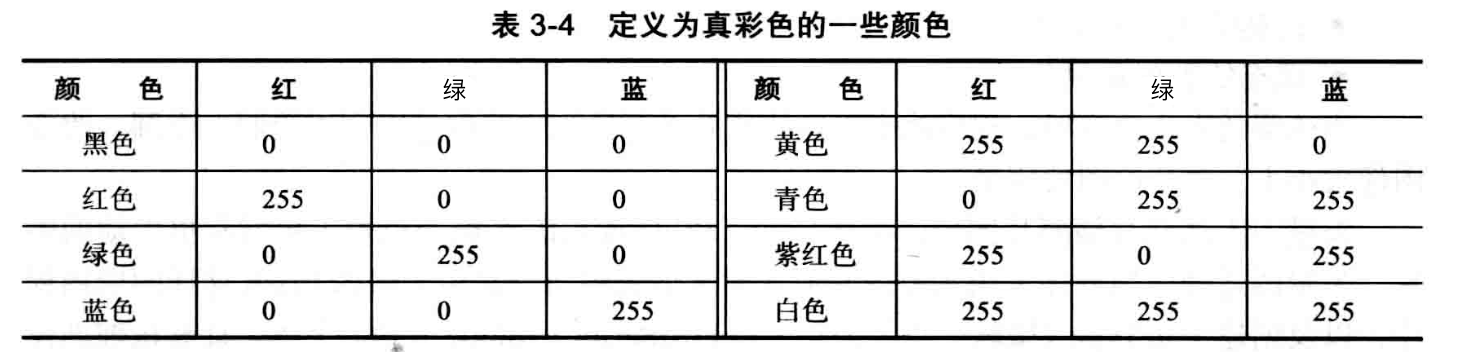 表 3-4 定义为真彩色的一些颜色
颜 色 红 绿 蓝 颜 色 红 绿 蓝
黑色 0 0 0 黄色 255 255 0
红色 255 0 0 青色 0 255 255
绿色 0 255 0 紫红色 255 0 255
蓝色 0 0 255 白色 255 255 255